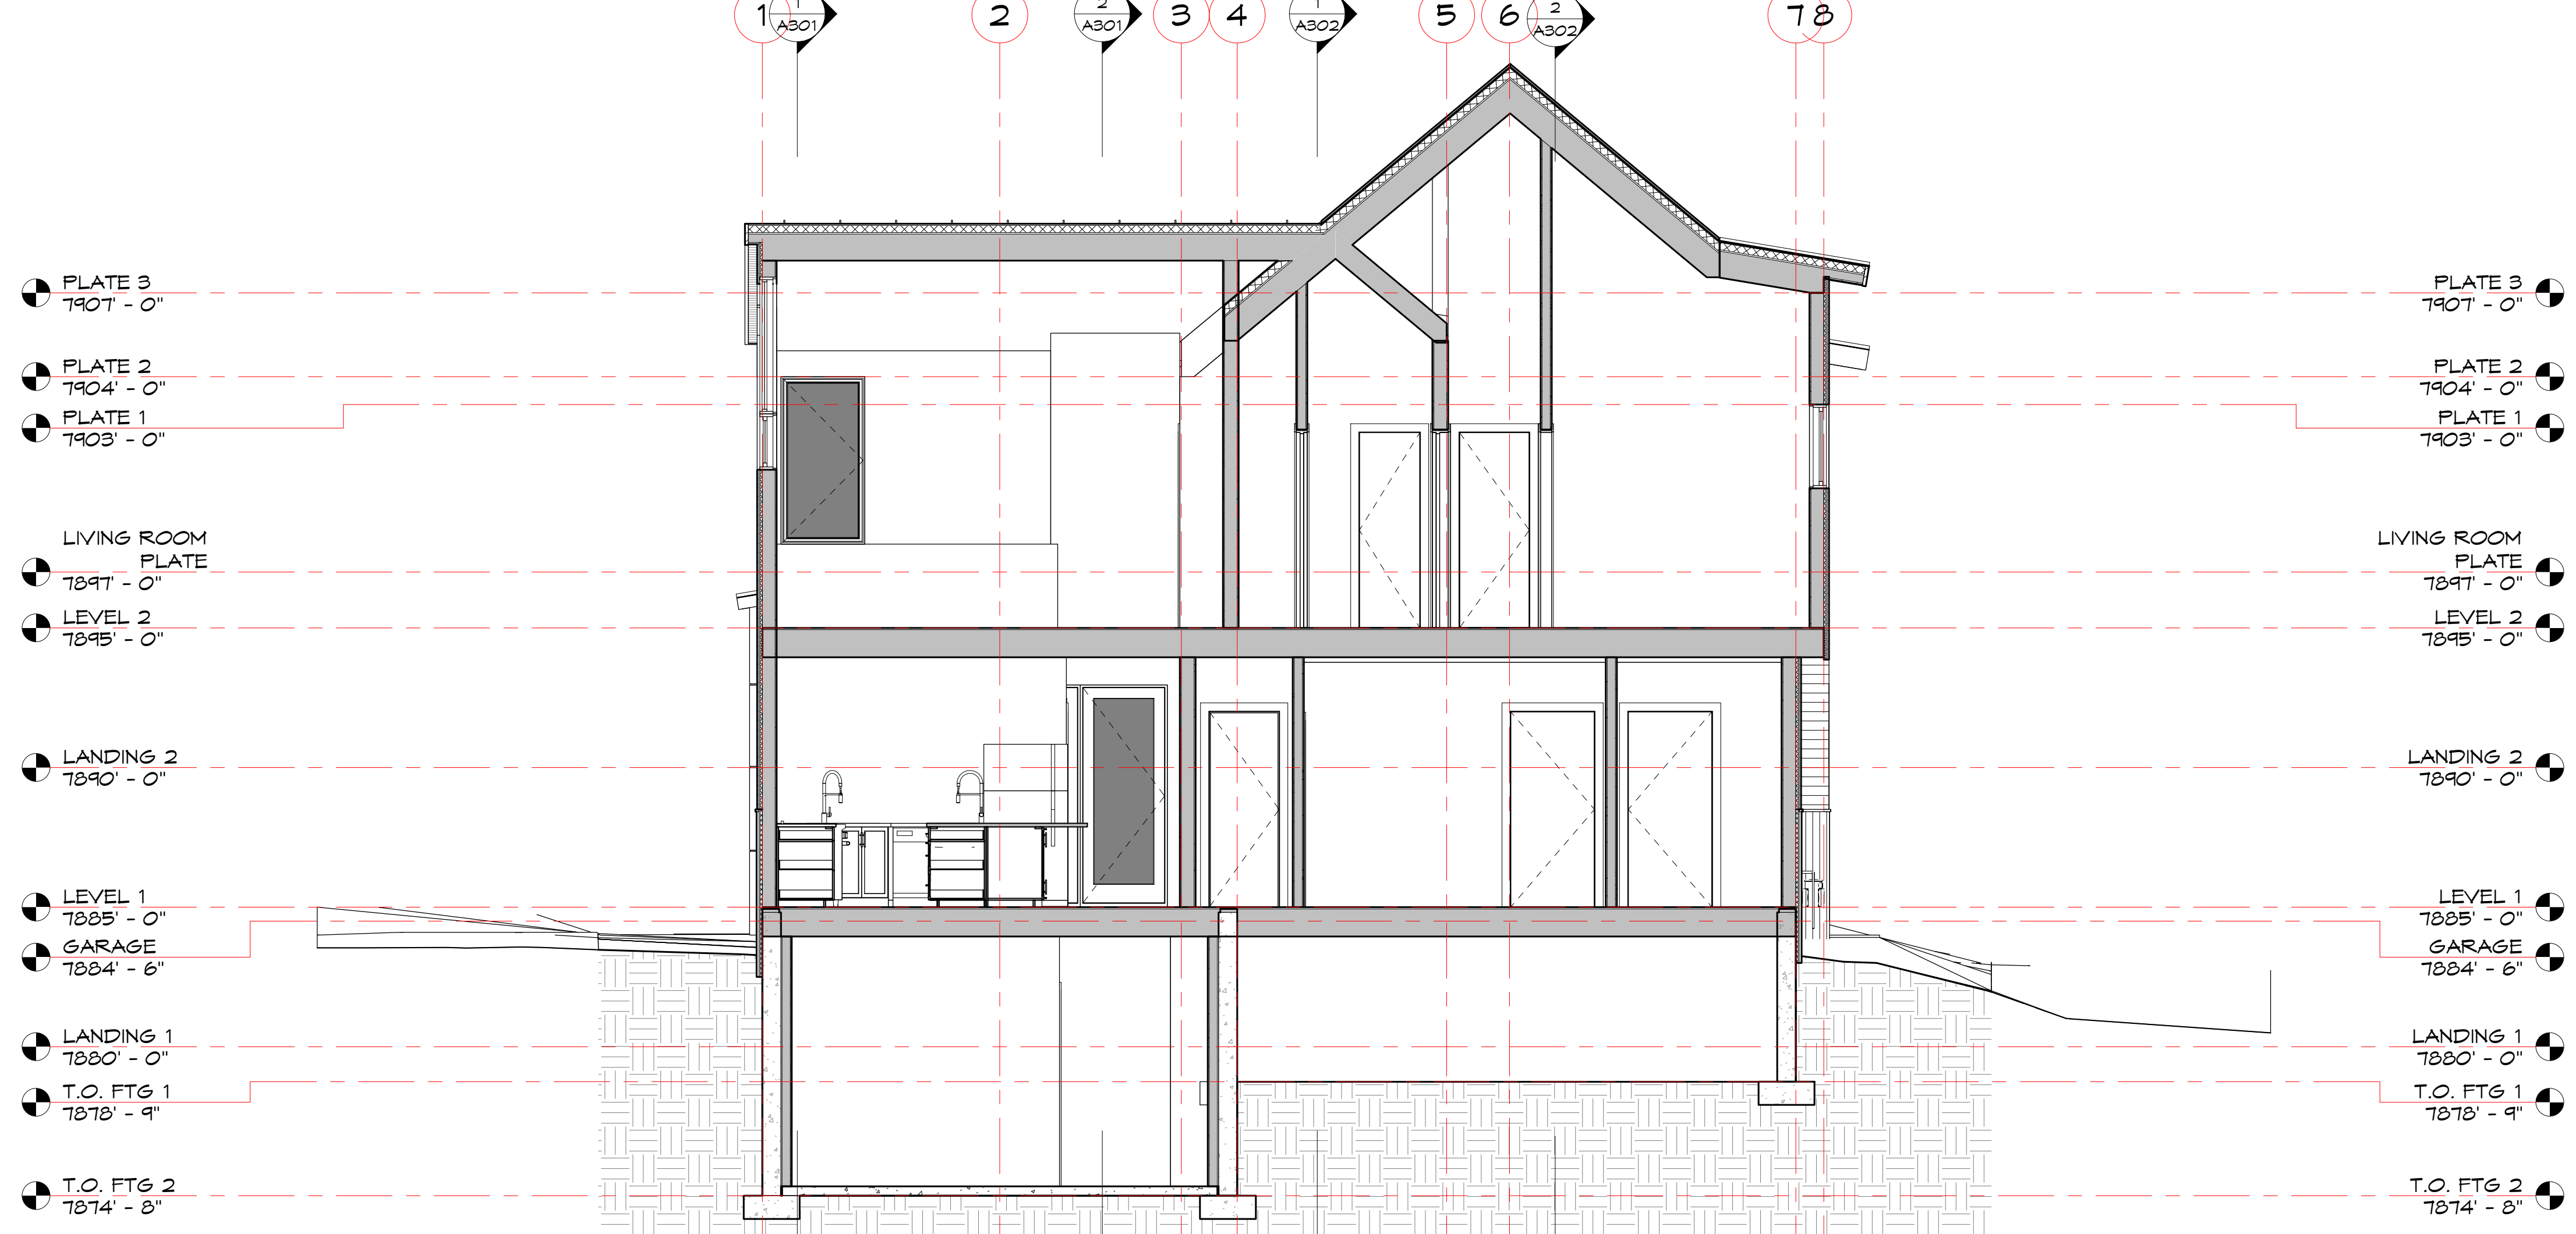 1
1
A301
2
2
A301
3
4
1
A302
5
6
2
A302
7
8
PLATE 3
7907' - 0"
PLATE 2
7904' - 0"
PLATE 1
7903' - 0"
LIVING ROOM
PLATE
7897' - 0"
LEVEL 2
7895' - 0"
LANDING 2
7890' - 0"
LEVEL 1
7885' - 0"
GARAGE
7884' - 6"
LANDING 1
7880' - 0"
T.O. FTG 1
7878' - 9"
T.O. FTG 2
7874' - 8"
PLATE 3
7907' - 0"
PLATE 2
7904' - 0"
PLATE 1
7903' - 0"
LIVING ROOM
PLATE
7897' - 0"
LEVEL 2
7895' - 0"
LANDING 2
7890' - 0"
LEVEL 1
7885' - 0"
GARAGE
7884' - 6"
LANDING 1
7880' - 0"
T.O. FTG 1
7878' - 9"
T.O. FTG 2
7874' - 8"